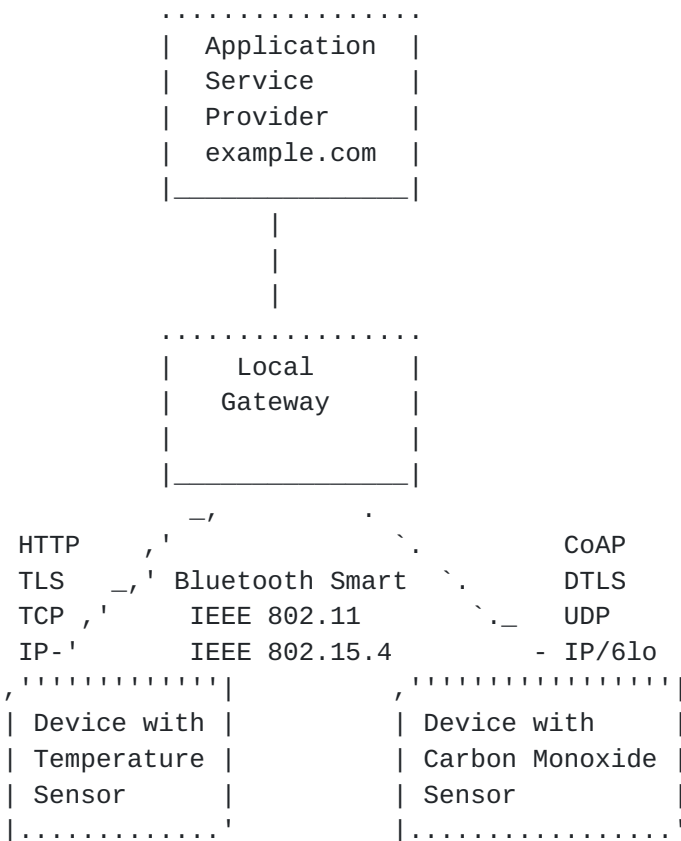 Application
Service
Provider
example.com
Local
Gateway
HTTP CoAP
TLS Bluetooth Smart DTLS
TCP IEEE 802.11 UDP
IP IEEE 802.15.4 IP/6lo
Device with Device with
Temperature Carbon Monoxide
Sensor Sensor